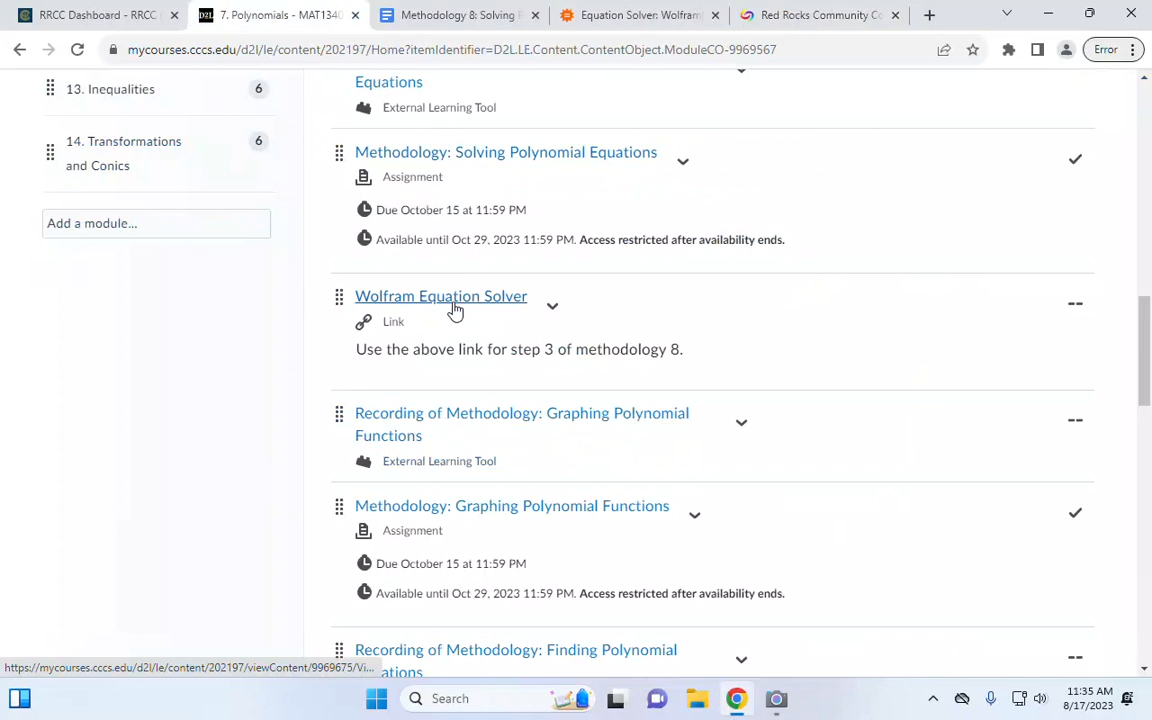 RRCC Dashboard - RRCC
7. Polynomials - MAT1340
Methodology 8: Solving
Equation Solver: Wolfram
Red Rocks Community Co
mycourses.cccs.edu/d2l/le/content/202197/Home?itemIdentifier=D2L.LE.Content.ContentObject.ModuleCO-9969567
Error
13. Inequalities 6
14. Transformations 6
and Conics
Add a module...
Equations
External Learning Tool
Methodology: Solving Polynomial Equations
Assignment
Due October 15 at 11:59 PM
Available until Oct 29, 2023 11:59 PM. Access restricted after availability ends.
Wolfram Equation Solver
Link
Use the above link for step 3 of methodology 8.
Recording of Methodology: Graphing Polynomial
Functions
External Learning Tool
Methodology: Graphing Polynomial Functions
Assignment
Due October 15 at 11:59 PM
Available until Oct 29, 2023 11:59 PM. Access restricted after availability ends.
Recording of Methodology: Finding Polynomial
https://mycourses.cccs.edu/d2l/le/content/202197/viewContent/9969675/Vi...
Search
11:35 AM
8/17/2023